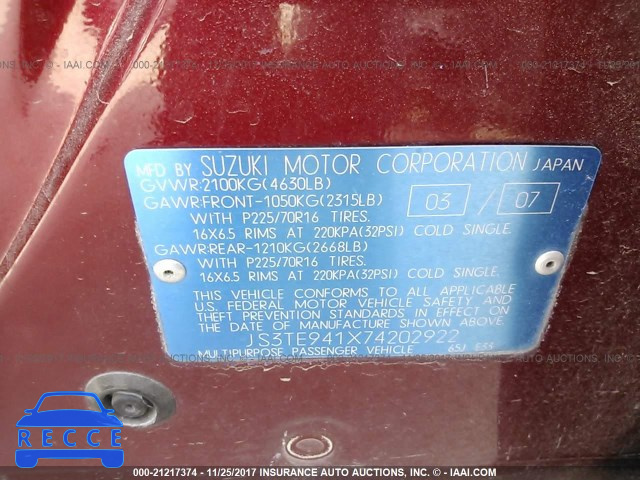 MFD BY SUZUKI MOTOR CORPORATION JAPAN
GVWR:2100KG(4630LB)
GAWR:FRONT-1050KG(2315LB) 03 / 07
WITH P225/70R16 TIRES.
16X6.5 RIMS AT 220KPA(32PSI) COLD SINGLE.
GAWR:REAR-1210KG(2668LB)
WITH P225/70R16 TIRES.
16X6.5 RIMS AT 220KPA(32PSI) COLD SINGLE.
THIS VEHICLE CONFORMS TO ALL APPLICABLE
U.S. FEDERAL MOTOR VEHICLE SAFETY AND
THEFT PREVENTION STANDARDS IN EFFECT ON
THE DATE OF MANUFACTURE SHOWN ABOVE.
JS3TE941X74202922
MULTIPURPOSE PASSENGER VEHICLE 65J
RECCE
000-21217374 - 11/25/2017 INSURANCE AUTO AUCTIONS, INC. - © - IAAI.COM